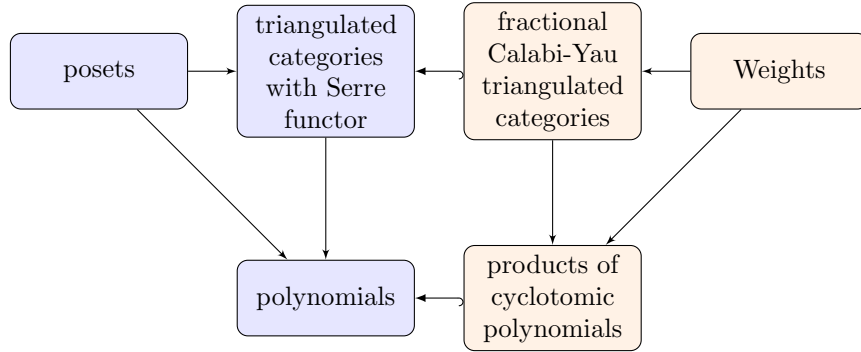 posets
triangulated
categories
with Serre
functor
fractional
Calabi-Yau
triangulated
categories
Weights
polynomials
products of
cyclotomic
polynomials